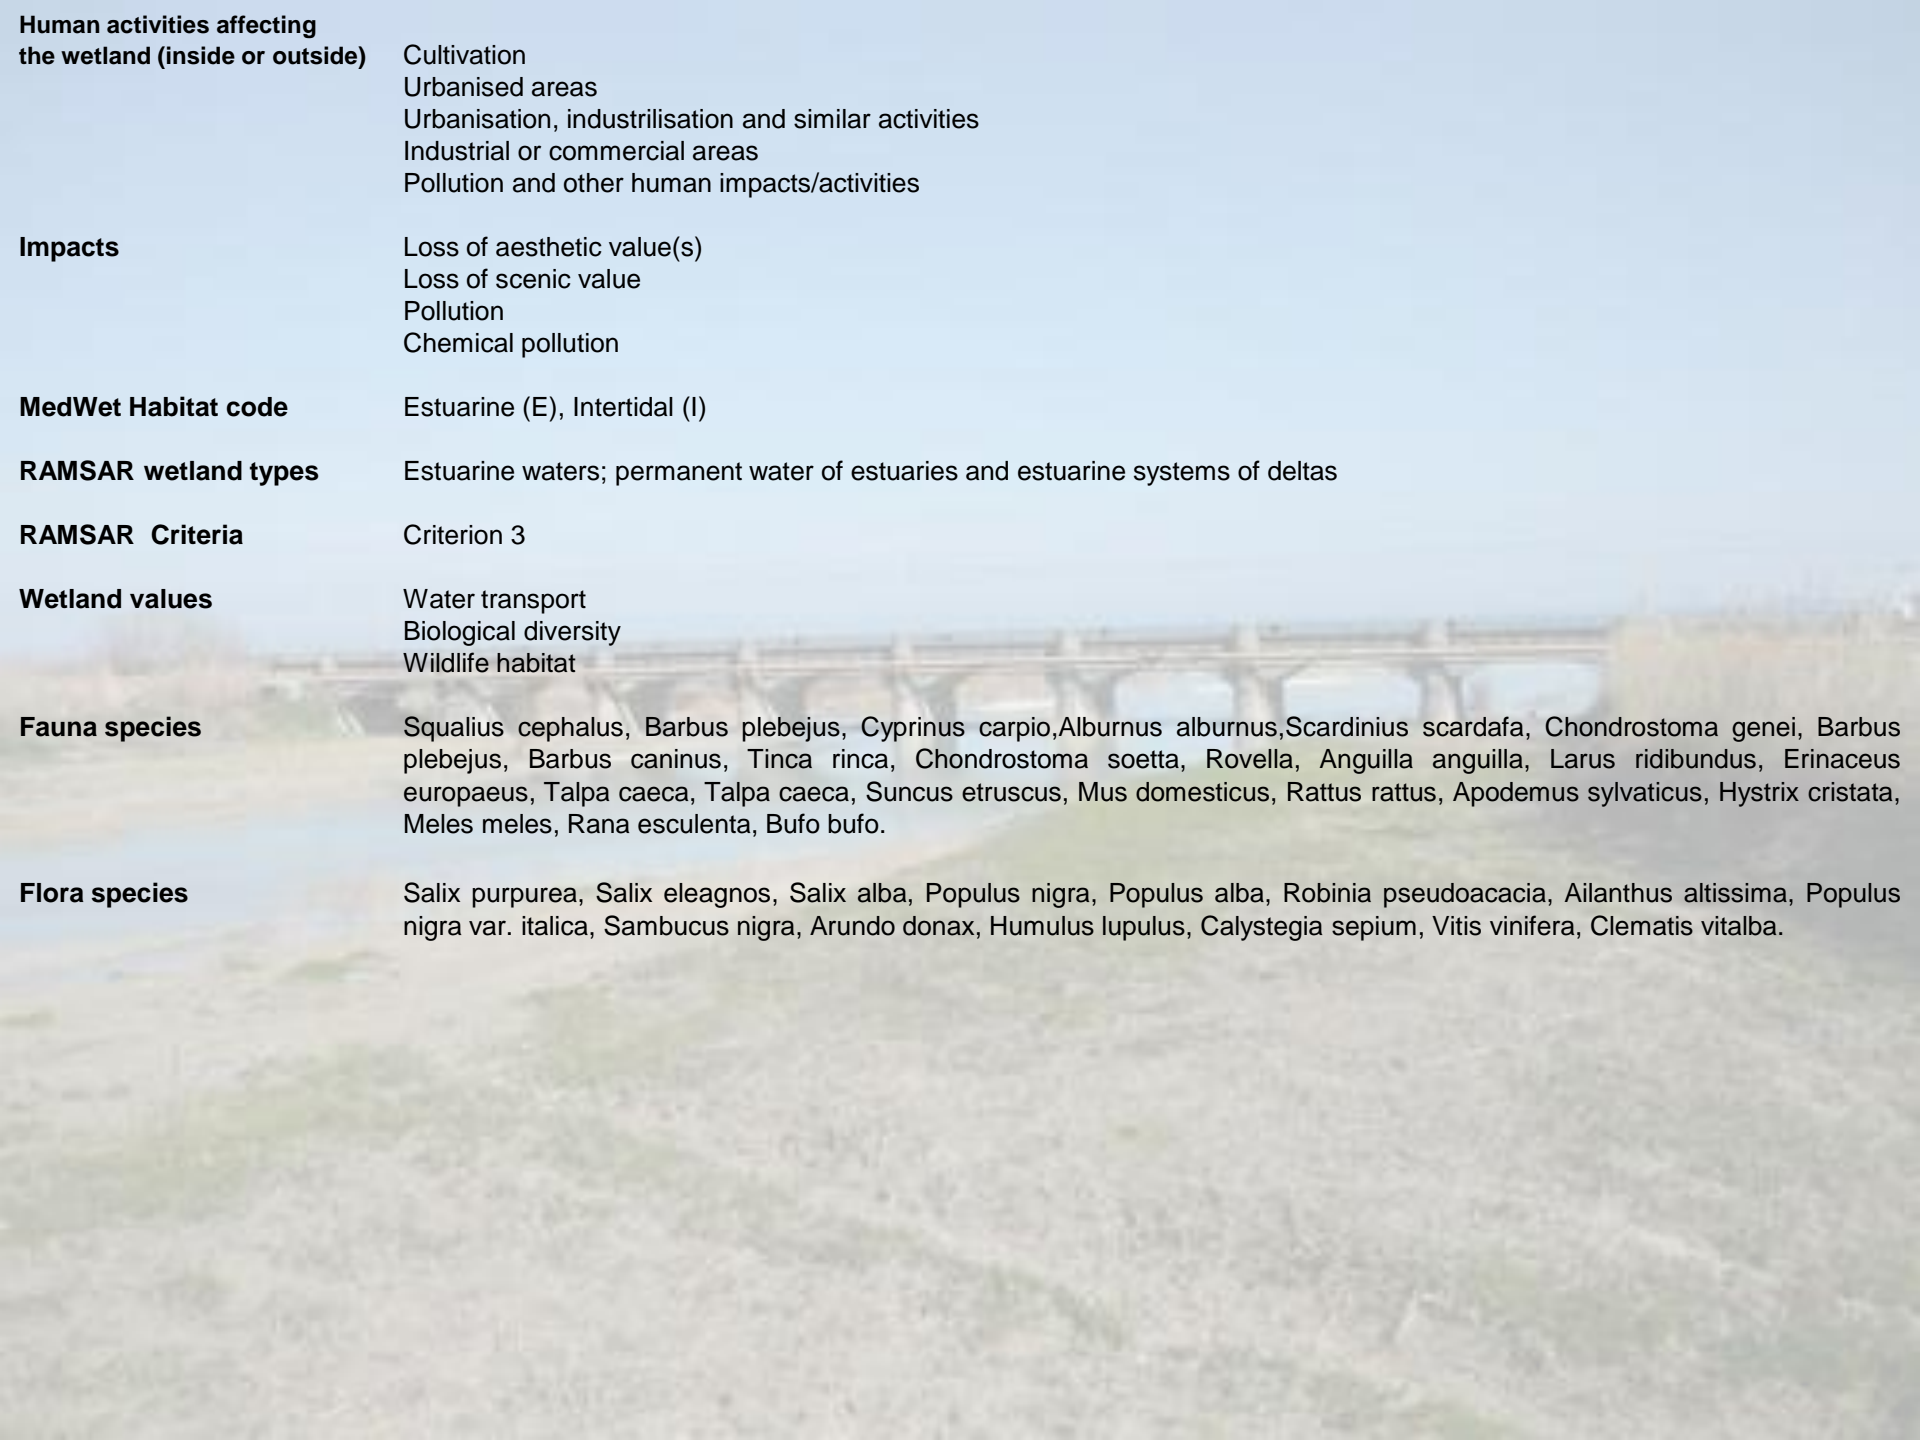 Human activities affecting
the wetland (inside or outside) Cultivation
Urbanised areas
Urbanisation, industrilisation and similar activities
Industrial or commercial areas
Pollution and other human impacts/activities
Impacts Loss of aesthetic value(s)
Loss of scenic value
Pollution
Chemical pollution
MedWet Habitat code Estuarine (E), Intertidal (I)
RAMSAR wetland types Estuarine waters; permanent water of estuaries and estuarine systems of deltas
RAMSAR Criteria Criterion 3
Wetland values Water transport
Biological diversity
Wildlife habitat
Fauna species Squalius cephalus, Barbus plebejus, Cyprinus carpio,Alburnus alburnus,Scardinius scardafa, Chondrostoma genei, Barbus
plebejus, Barbus caninus, Tinca rinca, Chondrostoma soetta, Rovella, Anguilla anguilla, Larus ridibundus, Erinaceus
europaeus, Talpa caeca, Talpa caeca, Suncus etruscus, Mus domesticus, Rattus rattus, Apodemus sylvaticus, Hystrix cristata,
Meles meles, Rana esculenta, Bufo bufo.
Flora species Salix purpurea, Salix eleagnos, Salix alba, Populus nigra, Populus alba, Robinia pseudoacacia, Ailanthus altissima, Populus
nigra var. italica, Sambucus nigra, Arundo donax, Humulus lupulus, Calystegia sepium, Vitis vinifera, Clematis vitalba.